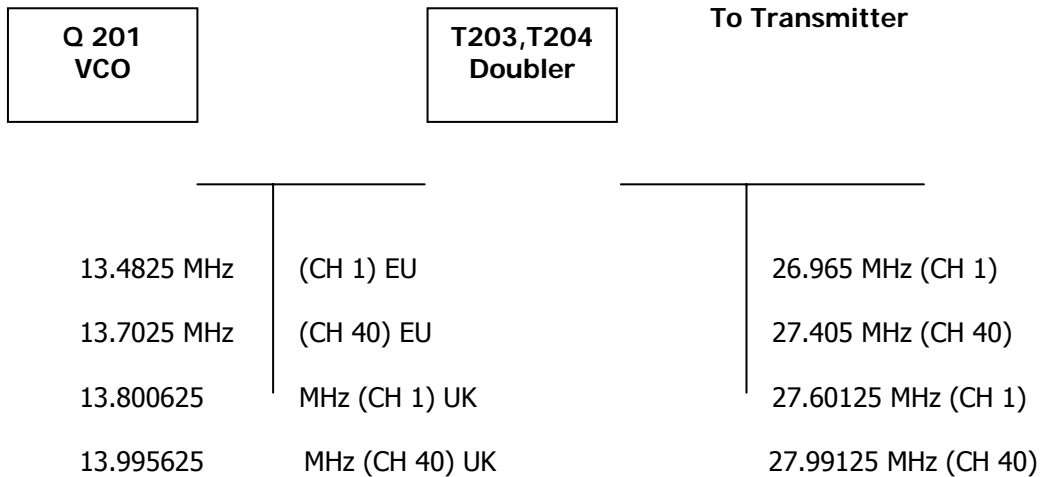 Q 201
VCO
T203,T204
Doubler
To Transmitter
13.4825 MHz (CH 1) EU 26.965 MHz (CH 1)
13.7025 MHz (CH 40) EU 27.405 MHz (CH 40)
13.800625 MHz (CH 1) UK 27.60125 MHz (CH 1)
13.995625 MHz (CH 40) UK 27.99125 MHz (CH 40)